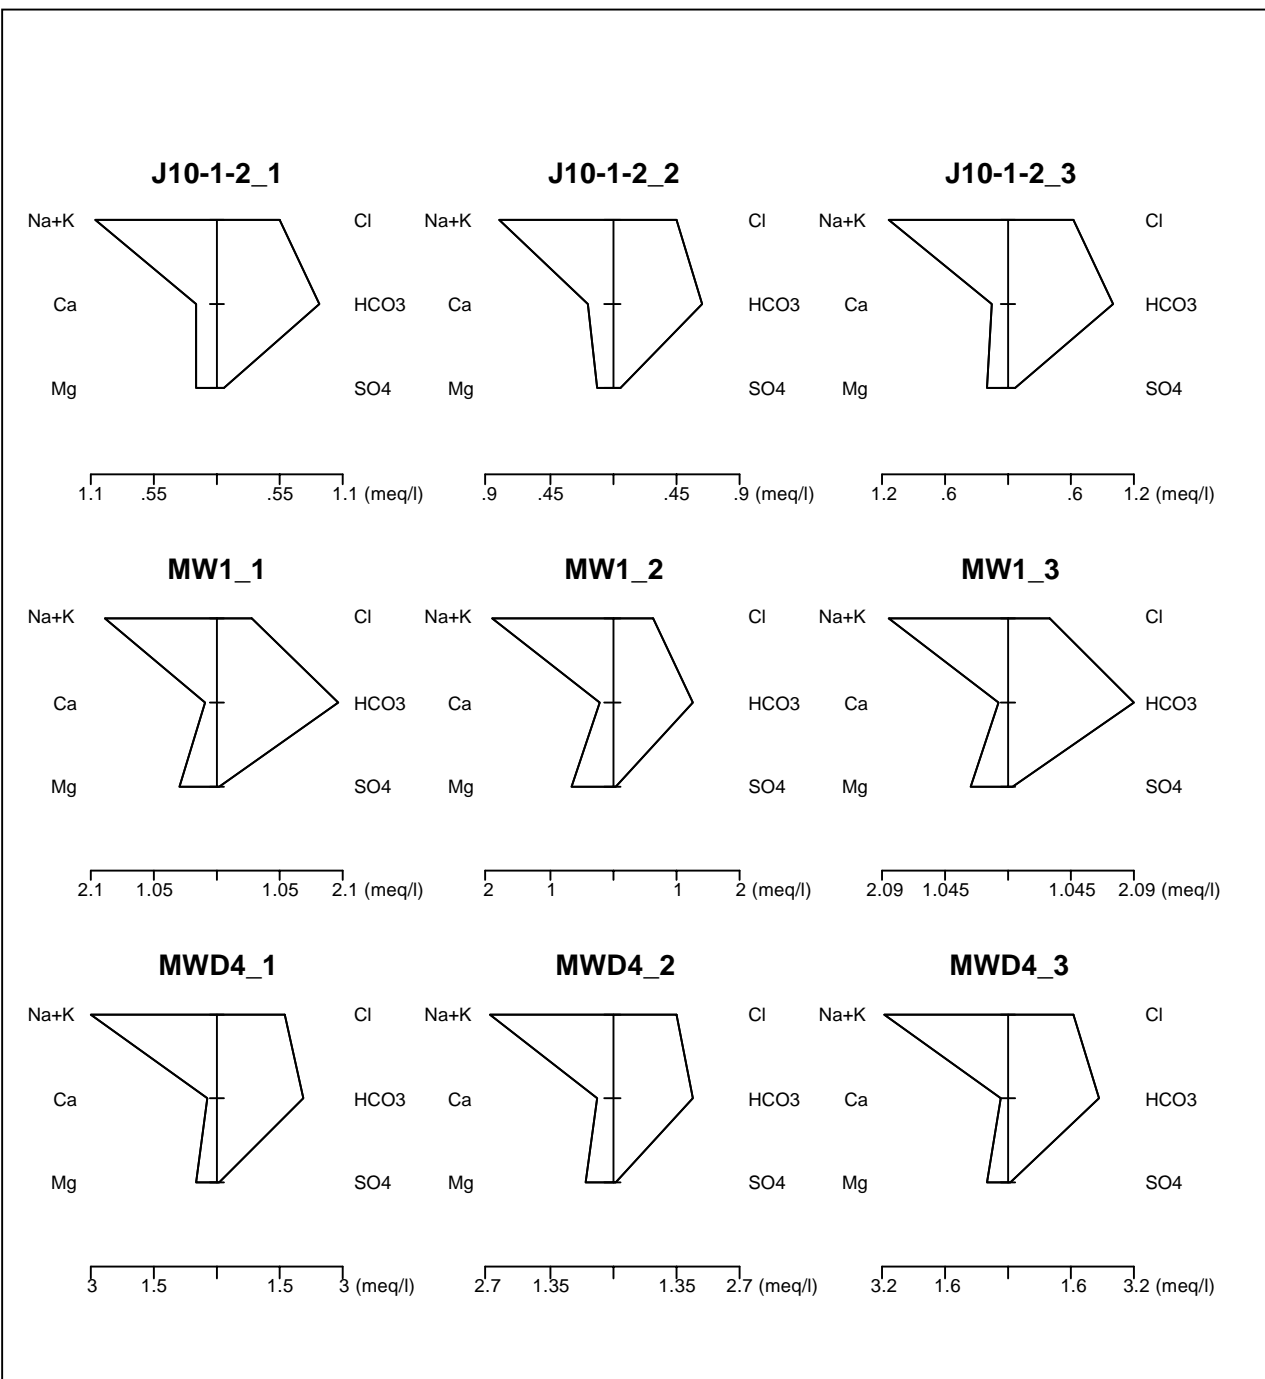 J10-1-2_1 J10-1-2_2 J10-1-2_3
Na+K Cl Na+K Cl Na+K Cl
Ca HCO3 Ca HCO3 Ca HCO3
Mg SO4 Mg SO4 Mg SO4
1.1 .55 .55 1.1 (meq/l) .9 .45 .45 .9 (meq/l) 1.2 .6 .6 1.2 (meq/l)
MW1_1 MW1_2 MW1_3
Na+K Cl Na+K Cl Na+K Cl
Ca HCO3 Ca HCO3 Ca HCO3
Mg SO4 Mg SO4 Mg SO4
2.1 1.05 1.05 2.1 (meq/l) 2 1 1 2 (meq/l) 2.09 1.045 1.045 2.09 (meq/l)
MWD4_1 MWD4_2 MWD4_3
Na+K Cl Na+K Cl Na+K Cl
Ca HCO3 Ca HCO3 Ca HCO3
Mg SO4 Mg SO4 Mg SO4
3 1.5 1.5 3 (meq/l) 2.7 1.35 1.35 2.7 (meq/l) 3.2 1.6 1.6 3.2 (meq/l)